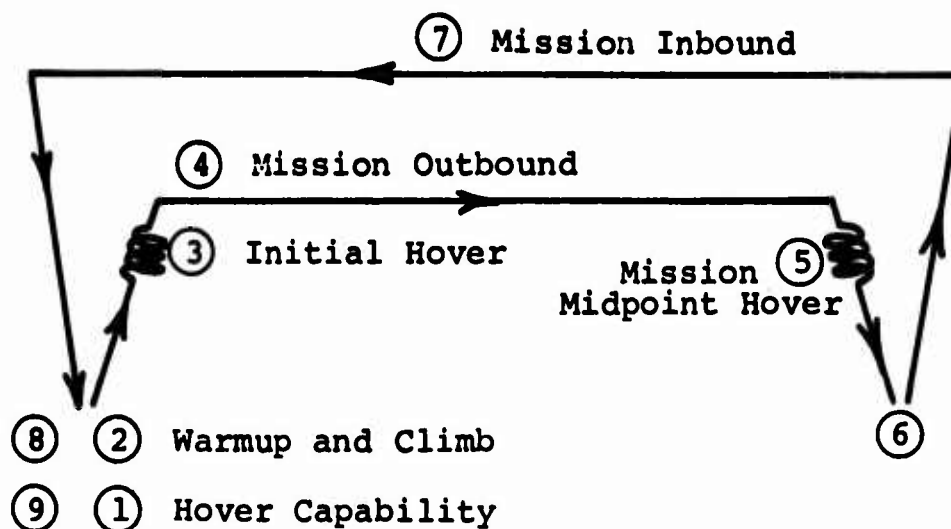 ⑦ Mission Inbound
④ Mission Outbound
③ Initial Hover
⑤
Mission
Midpoint Hover
⑧ ② Warmup and Climb
⑥
⑨ ① Hover Capability